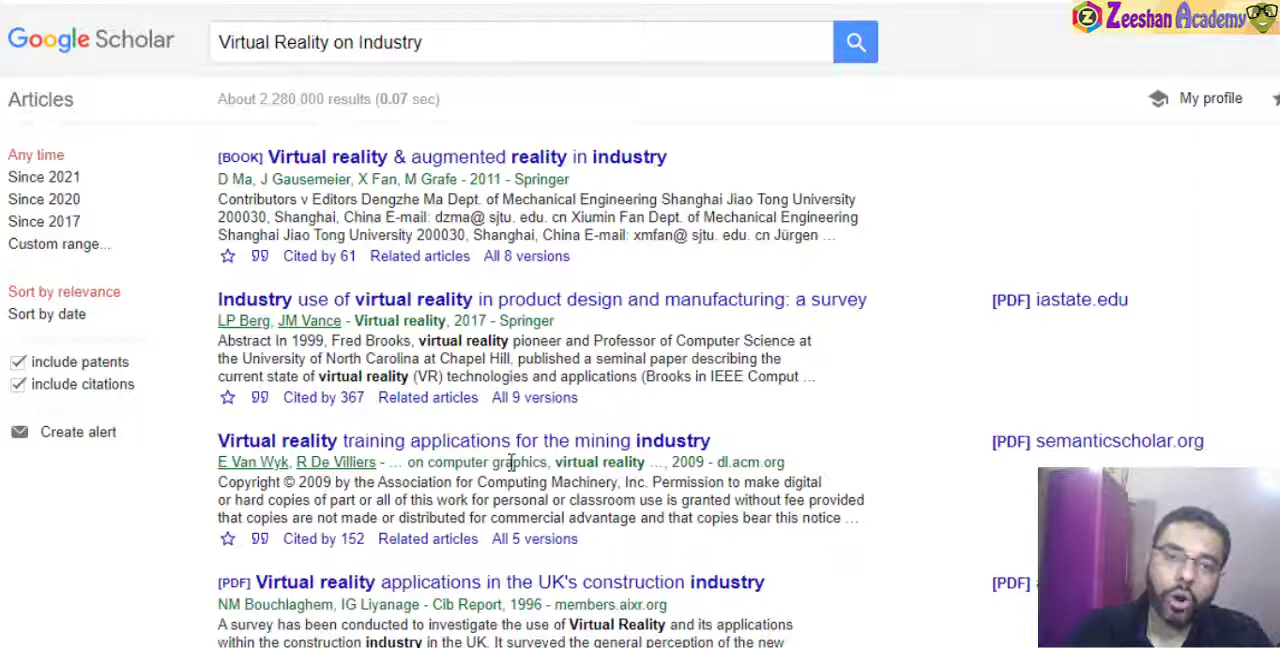 Zeeshan Academy
Google Scholar
Virtual Reality on Industry
Articles
About 2,280,000 results (0.07 sec)
My profile
Any time
Since 2021
Since 2020
Since 2017
Custom range...
Sort by relevance
Sort by date
include patents
include citations
Create alert
[BOOK] Virtual reality & augmented reality in industry
D Ma, J Gausemeier, X Fan, M Grafe - 2011 - Springer
Contributors v Editors Dengzhe Ma Dept. of Mechanical Engineering Shanghai Jiao Tong University
200030, Shanghai, China E-mail: dzma@ sjtu. edu. cn Xiumin Fan Dept. of Mechanical Engineering
Shanghai Jiao Tong University 200030, Shanghai, China E-mail: xmfan@ sjtu. edu. cn Jürgen ...
Cited by 61 Related articles All 8 versions
Industry use of virtual reality in product design and manufacturing: a survey
[PDF] iastate.edu
LP Berg, JM Vance - Virtual reality, 2017 - Springer
Abstract In 1999, Fred Brooks, virtual reality pioneer and Professor of Computer Science at
the University of North Carolina at Chapel Hill, published a seminal paper describing the
current state of virtual reality (VR) technologies and applications (Brooks in IEEE Comput ...
Cited by 367 Related articles All 9 versions
Virtual reality training applications for the mining industry
[PDF] semanticscholar.org
E Van Wyk, R De Villiers - ... on computer graphics, virtual reality ..., 2009 - dl.acm.org
Copyright © 2009 by the Association for Computing Machinery, Inc. Permission to make digital
or hard copies of part or all of this work for personal or classroom use is granted without fee provided
that copies are not made or distributed for commercial advantage and that copies bear this notice ...
Cited by 152 Related articles All 5 versions
[PDF] Virtual reality applications in the UK's construction industry
[PDF]
NM Bouchlaghem, IG Liyanage - Cib Report, 1996 - members.aixr.org
A survey has been conducted to investigate the use of Virtual Reality and its applications
within the construction industry in the UK. It surveyed the general perception of the new